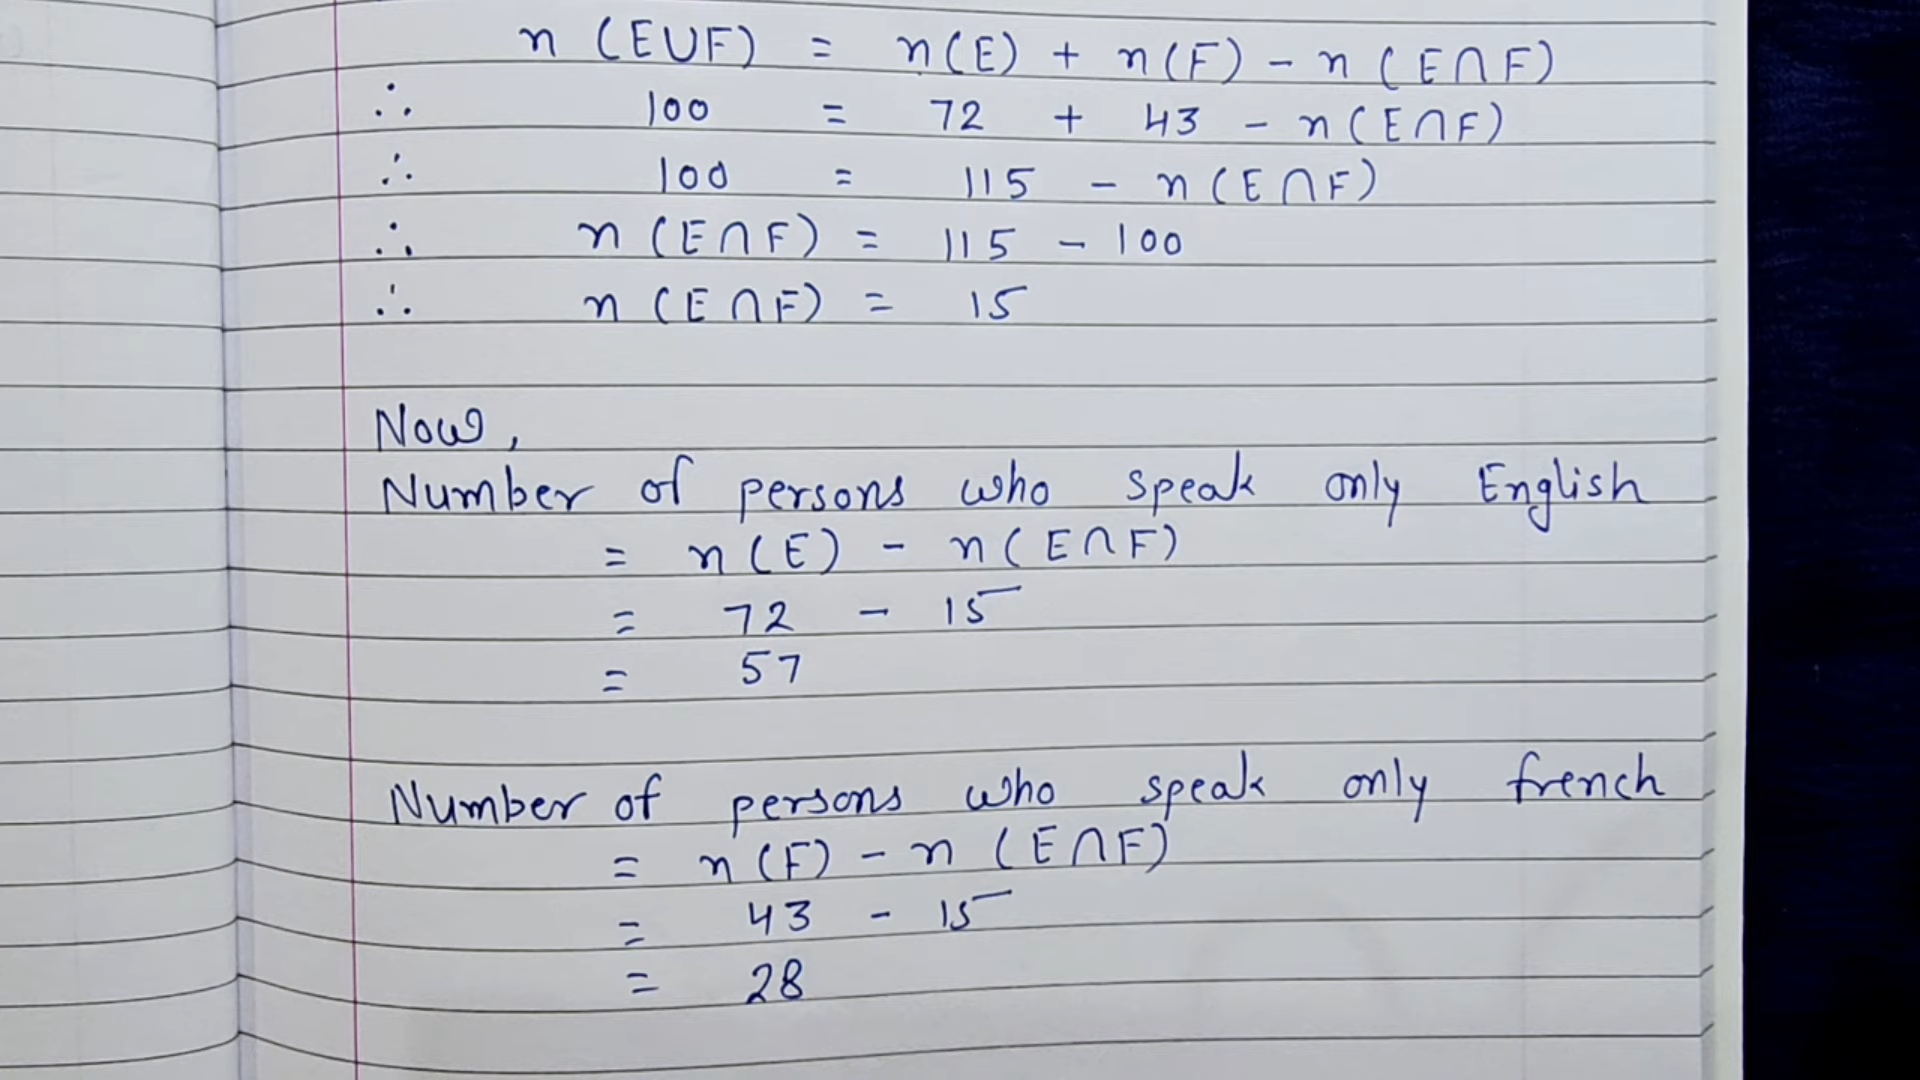 n (E∪F) = n(E) + n(F) - n (E∩F)
∴ 100 = 72 + 43 - n(E∩F)
∴ 100 = 115 - n(E∩F)
∴ n (E∩F) = 115 - 100
∴ n (E∩F) = 15
Now,
Number of persons who speak only English
= n(E) - n(E∩F)
= 72 - 15
= 57
Number of persons who speak only french
= n(F) - n (E∩F)
= 43 - 15
= 28